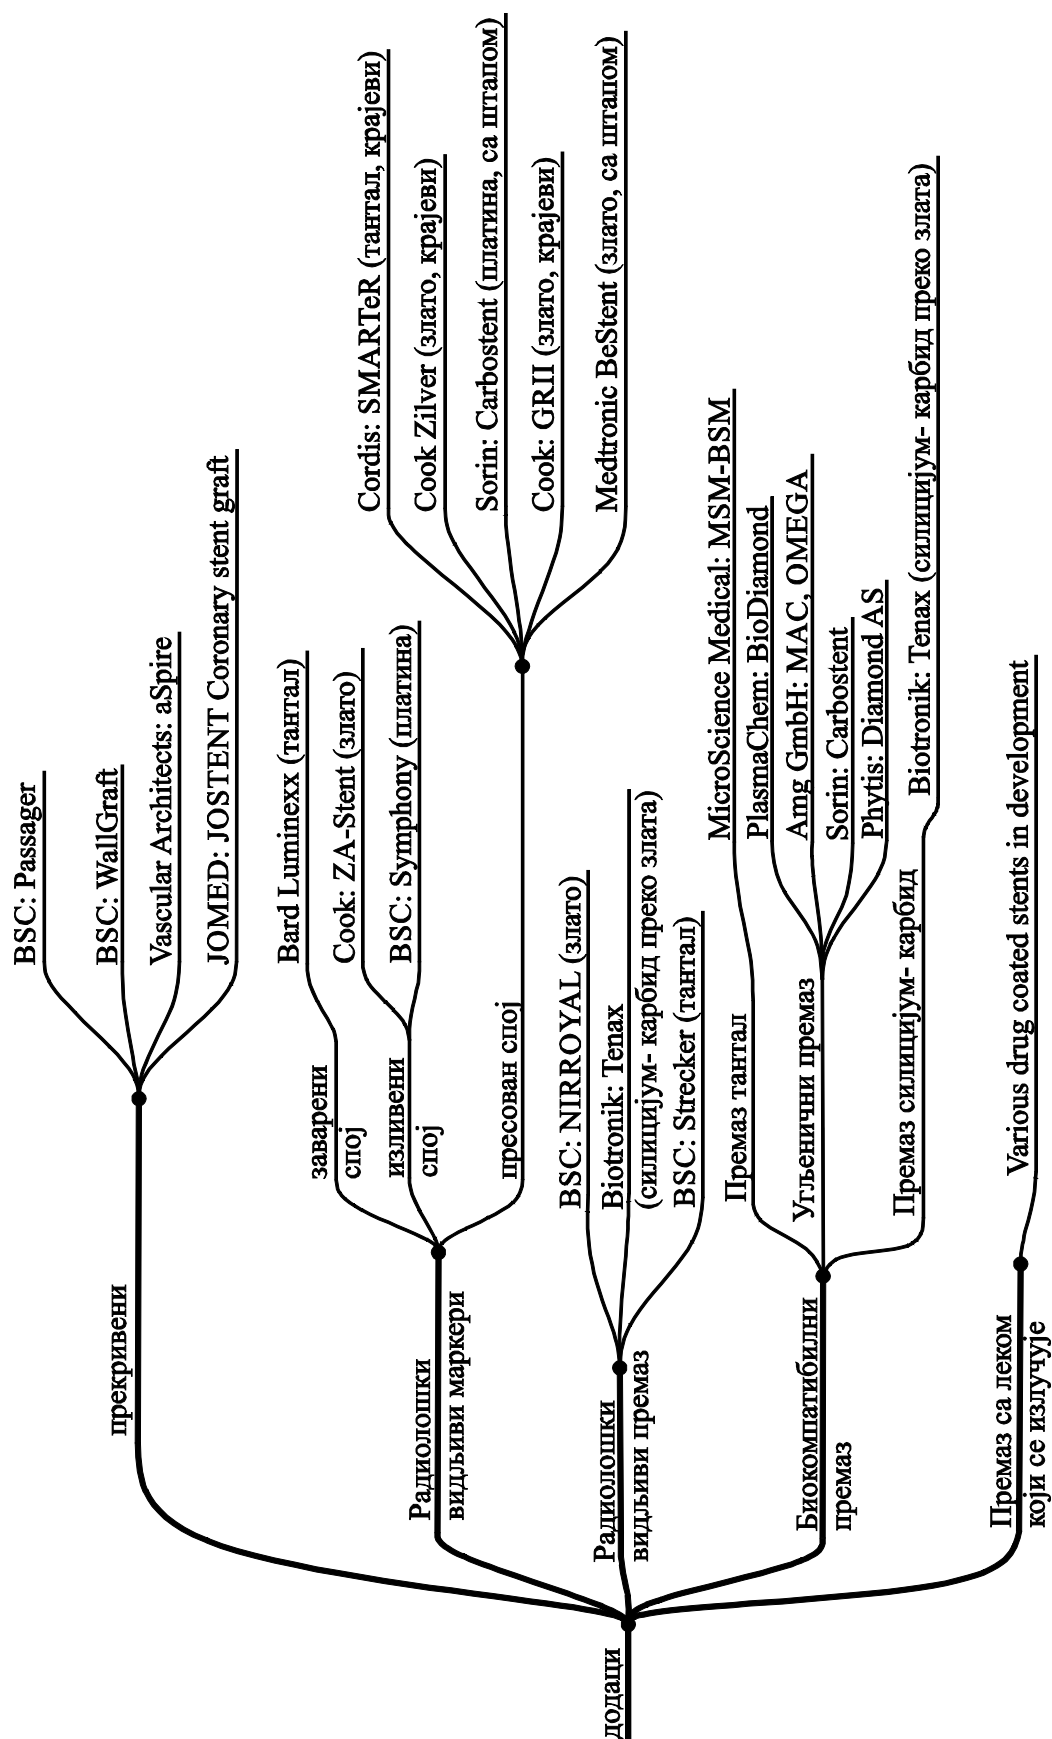 додаци
прекривени
BSC: Passager
BSC: WallGraft
Vascular Architects: aSpire
JOMED: JOSTENT Coronary stent graft
Радиолошки
видљиви маркери
заварени
спој
Bard Luminexx (тантал)
изливени
спој
Cook: ZA-Stent (злато)
BSC: Symphony (платина)
пресован спој
Cordis: SMARTeR (тантал, крајеви)
Cook Zilver (злато, крајеви)
Sorin: Carbostent (платина, са штапом)
Cook: GRII (злато, крајеви)
Medtronic BeStent (злато, са штапом)
Радиолошки
видљиви премаз
BSC: NIRROYAL (злато)
Biotronik: Tenax
(силицијум- карбид преко злата)
BSC: Strecker (тантал)
Биокомпатибилни
премаз
Премаз тантал
MicroScience Medical: MSM-BSM
Угљенични премаз
PlasmaChem: BioDiamond
Amg GmbH: MAC, OMEGA
Sorin: Carbostent
Phytis: Diamond AS
Премаз силицијум- карбид
Biotronik: Tenax (силицијум- карбид преко злата)
Премаз са леком
који се излучује
Various drug coated stents in development